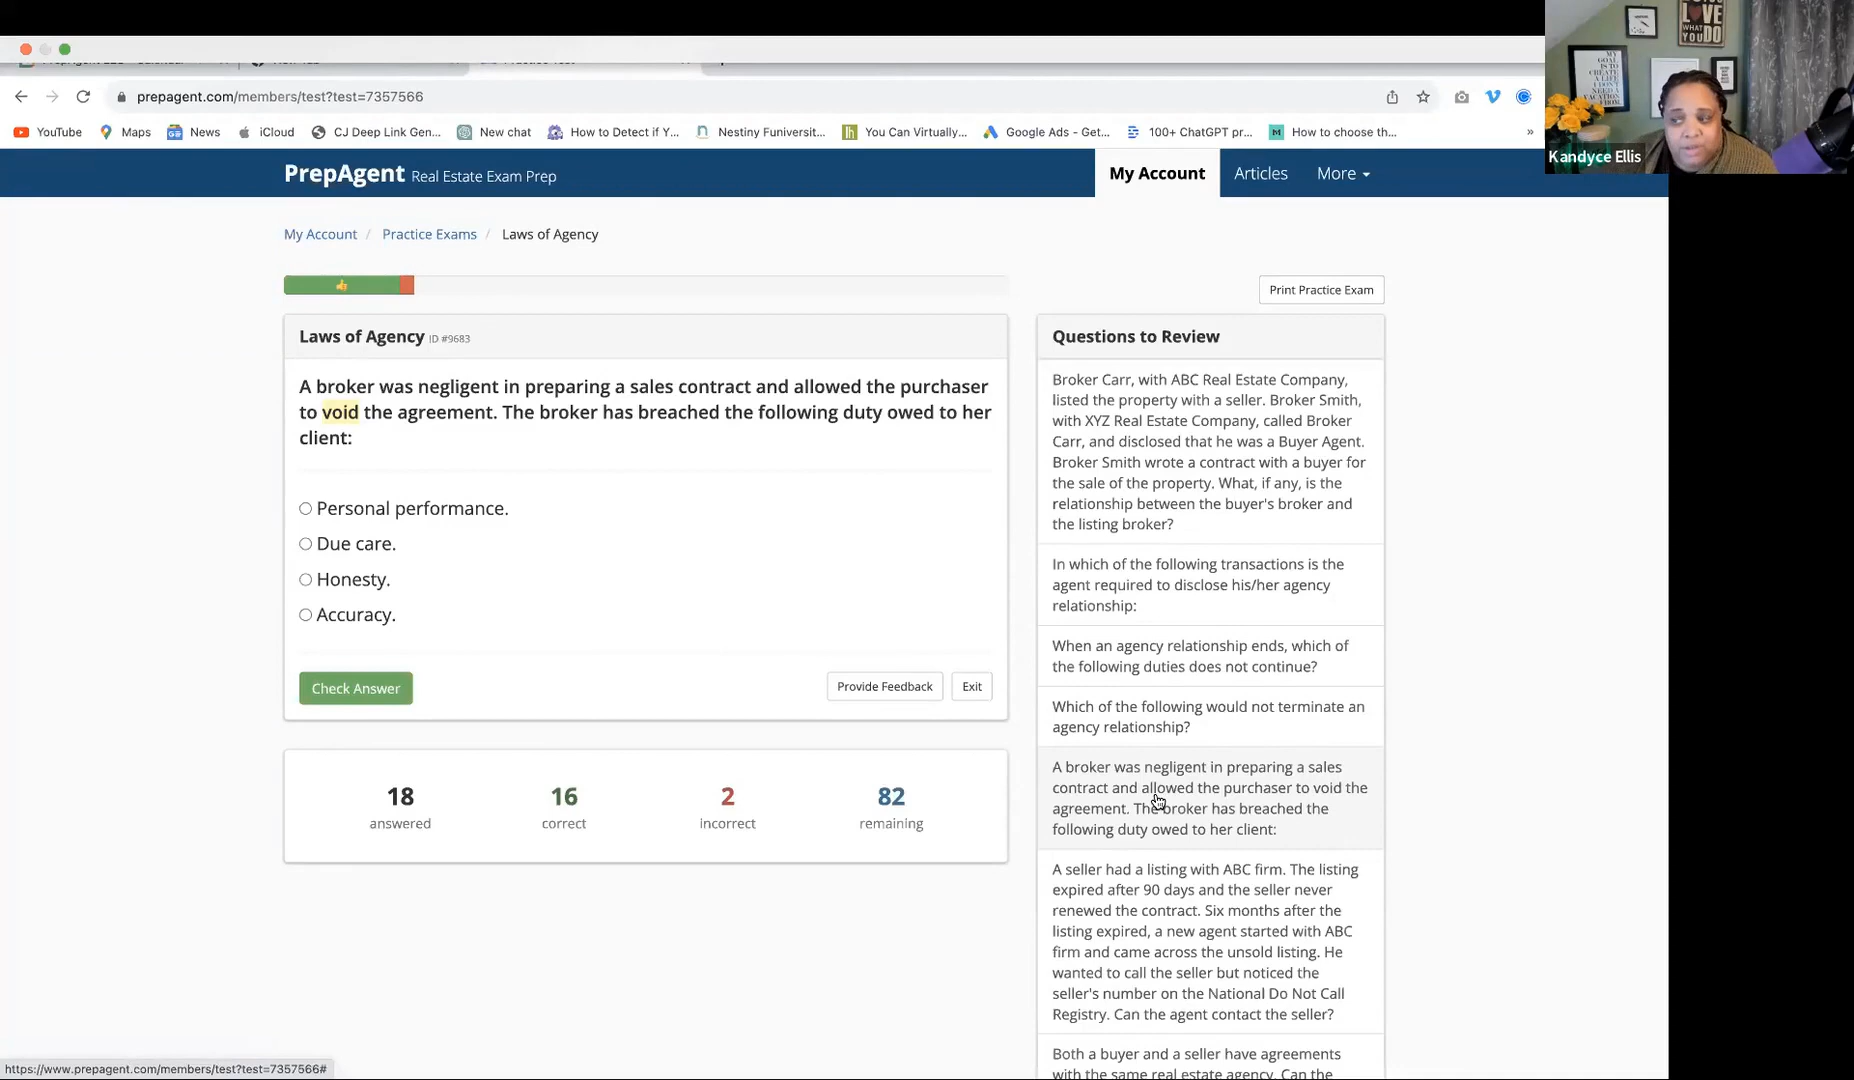 prepagent.com/members/test?test=7357566
YouTube
Maps
News
iCloud
CJ Deep Link Gen...
New chat
How to Detect if Y...
Nestiny Funiversit...
You Can Virtually...
Google Ads - Get...
100+ ChatGPT pr...
How to choose th...
»
Kandyce Ellis
PrepAgent Real Estate Exam Prep
My Account
Articles
More
My Account / Practice Exams / Laws of Agency
Print Practice Exam
Laws of Agency ID #9683
A broker was negligent in preparing a sales contract and allowed the purchaser
to void the agreement. The broker has breached the following duty owed to her
client:
Personal performance.
Due care.
Honesty.
Accuracy.
Check Answer
Provide Feedback
Exit
18
answered
16
correct
2
incorrect
82
remaining
Questions to Review
Broker Carr, with ABC Real Estate Company,
listed the property with a seller. Broker Smith,
with XYZ Real Estate Company, called Broker
Carr, and disclosed that he was a Buyer Agent.
Broker Smith wrote a contract with a buyer for
the sale of the property. What, if any, is the
relationship between the buyer's broker and
the listing broker?
In which of the following transactions is the
agent required to disclose his/her agency
relationship:
When an agency relationship ends, which of
the following duties does not continue?
Which of the following would not terminate an
agency relationship?
A broker was negligent in preparing a sales
contract and allowed the purchaser to void the
agreement. The broker has breached the
following duty owed to her client:
A seller had a listing with ABC firm. The listing
expired after 90 days and the seller never
renewed the contract. Six months after the
listing expired, a new agent started with ABC
firm and came across the unsold listing. He
wanted to call the seller but noticed the
seller's number on the National Do Not Call
Registry. Can the agent contact the seller?
Both a buyer and a seller have agreements
with the same real estate agency. Can the
https://www.prepagent.com/members/test?test=7357566#